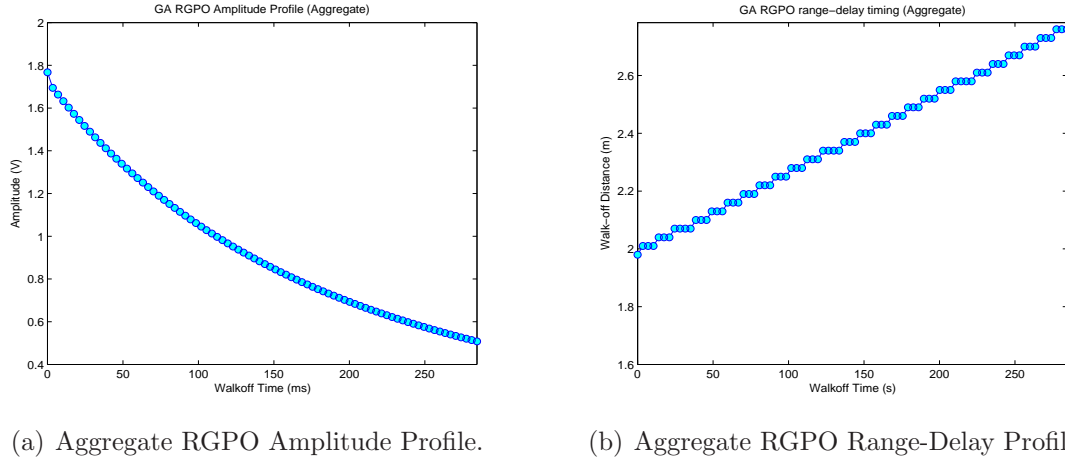 GA RGPO Amplitude Profile (Aggregate)
2
1.8
1.6
1.4
1.2
1
0.8
0.6
0.4
Amplitude (V)
0 50 100 150 200 250
Walkoff Time (ms)
(a) Aggregate RGPO Amplitude Profile.
GA RGPO range−delay timing (Aggregate)
2.6
2.4
2.2
2
1.8
1.6
Walk−off Distance (m)
0 50 100 150 200 250
Walkoff Time (s)
(b) Aggregate RGPO Range-Delay Profil